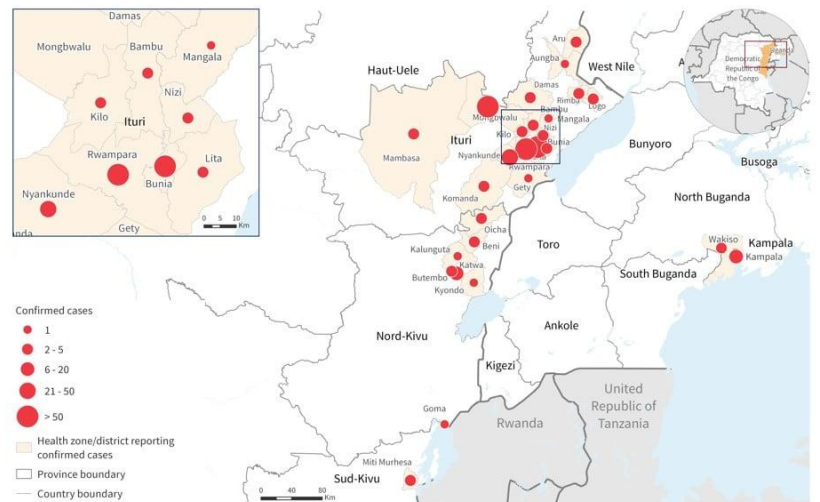 Damas
Mongbwalu
Bambu
Mangala
Nizi
Kilo
Ituri
Rwampara
Bunia
Lita
Nyankunde
Gety
nda
0 5 10
Km
Aru
Aungba
West Nile
Haut-Uele
Damas
Rimba
Logo
Mongwalu
Bambu
Mangala
Kilo
Nizi
Ituri
Bunia
Mambasa
Nyankunde
Rwampara
Gety
Komanda
Bunyoro
Busoga
North Buganda
Oicha
Beni
Toro
Wakiso
Kampala
Kampala
South Buganda
Kalunguta
Katwa
Butembo
Kyondo
Ankole
Nord-Kivu
Kigezi
United
Republic of
Tanzania
Rwanda
Goma
Miti Murhesa
Sud-Kivu
0 40 80
Km
A
Uganda
Democratic
Republic of
the Congo
Confirmed cases
1
2 - 5
6 - 20
21 - 50
> 50
Health zone/district reporting
confirmed cases
Province boundary
Country boundary